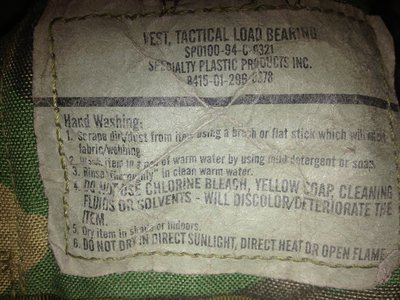 VEST, TACTICAL LOAD BEARING
SPO100-94-C-0321
SPECIALTY PLASTIC PRODUCTS INC.
8415-01-296-8878
Hand Washing:
1. Scrape dirt/dust from item using a brush or flat stick which will not
fabric/webbing.
2. Wash item in a pan of warm water by using mild detergent or soap.
3. Rinse thoroughly in clean warm water.
4. DO NOT USE CHLORINE BLEACH, YELLOW SOAP, CLEANING
FLUIDS OR SOLVENTS - WILL DISCOLOR/DETERIORATE THE
ITEM.
5. Dry item in shade or indoors.
6. DO NOT DRY IN DIRECT SUNLIGHT, DIRECT HEAT OR OPEN FLAME